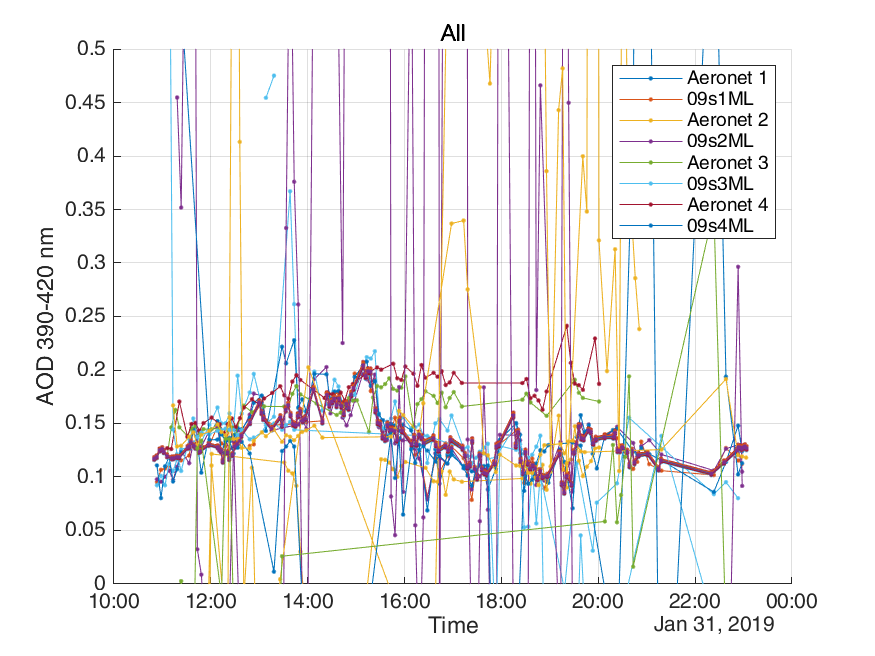 All
0.5
0.45
0.4
0.35
0.3
0.25
0.2
0.15
0.1
0.05
0
AOD 390-420 nm
Aeronet 1
09s1ML
Aeronet 2
09s2ML
Aeronet 3
09s3ML
Aeronet 4
09s4ML
10:00 12:00 14:00 16:00 18:00 20:00 22:00 00:00
Time
Jan 31, 2019